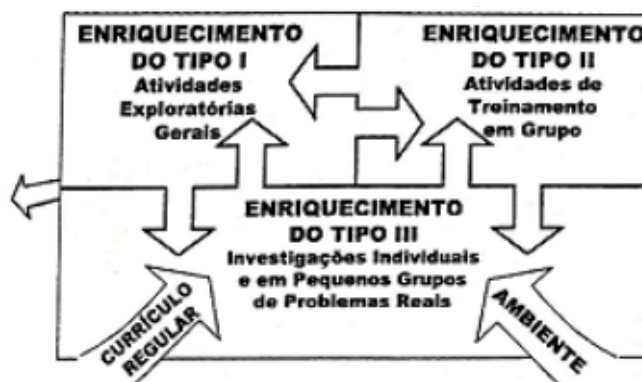 ENRIQUECIMENTO
DO TIPO I
Atividades
Exploratórias
Gerais
ENRIQUECIMENTO
DO TIPO II
Atividades de
Treinamento
em Grupo
ENRIQUECIMENTO
DO TIPO III
Investigações Individuais
e em Pequenos Grupos
de Problemas Reais
CURRÍCULO
REGULAR
AMBIENTE